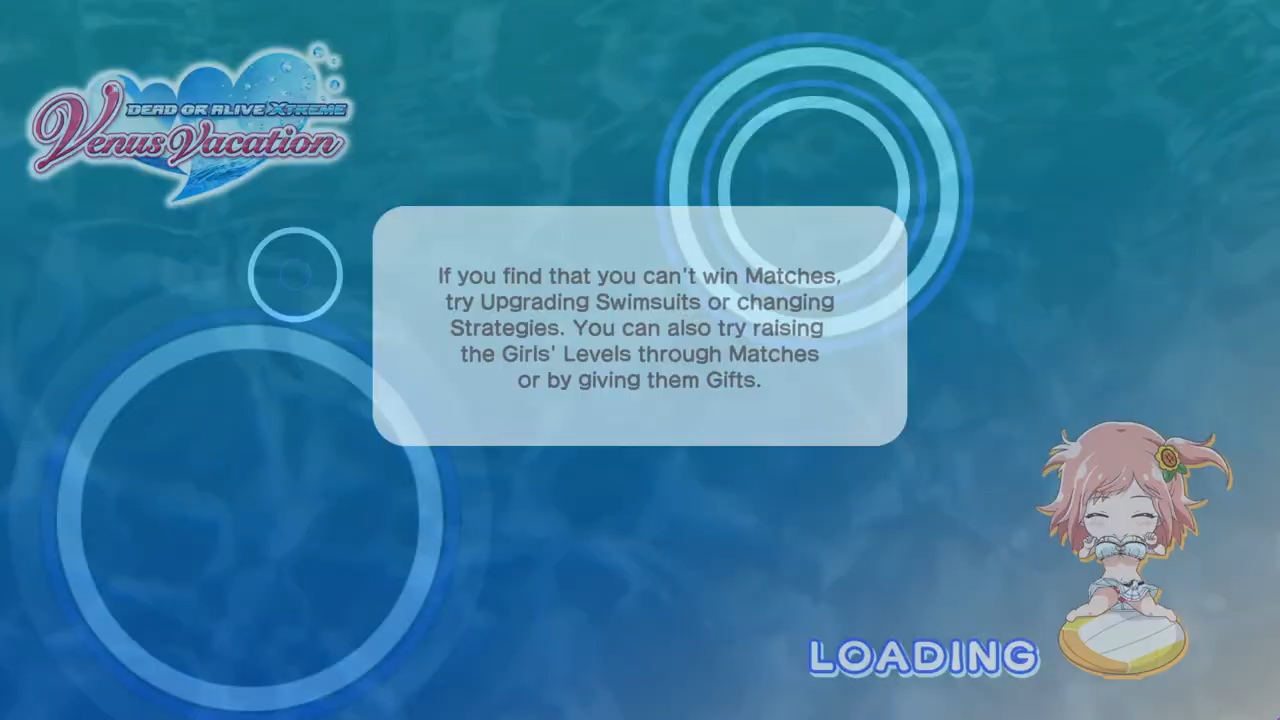 DEAD OR ALIVE XTREME
Venus Vacation
If you find that you can't win Matches,
try Upgrading Swimsuits or changing
Strategies. You can also try raising
the Girls' Levels through Matches
or by giving them Gifts.
LOADING